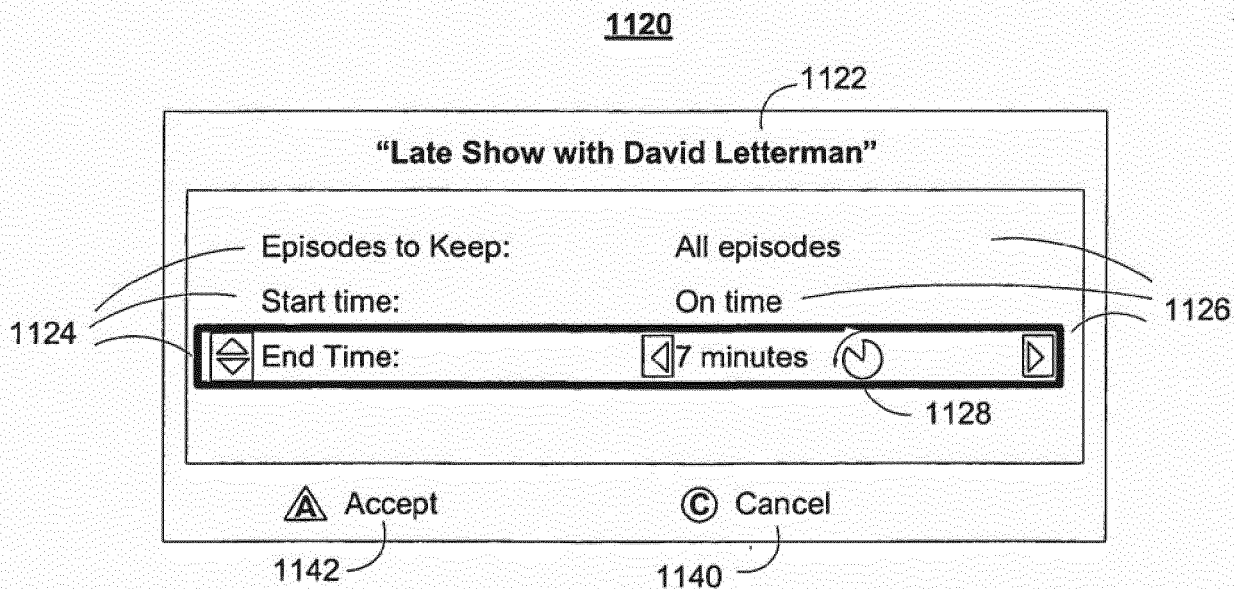 1120
1122
“Late Show with David Letterman”
Episodes to Keep: All episodes
Start time: On time
1124
1126
End Time: 7 minutes
1128
A Accept C Cancel
1142
1140